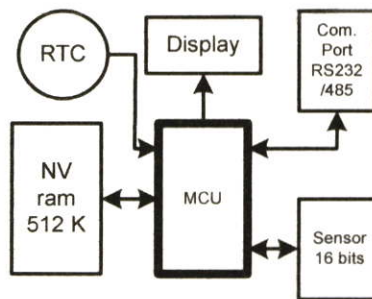 RTC
Display
Com.
Port
RS232
/485
NV
ram
512 K
MCU
Sensor
16 bits